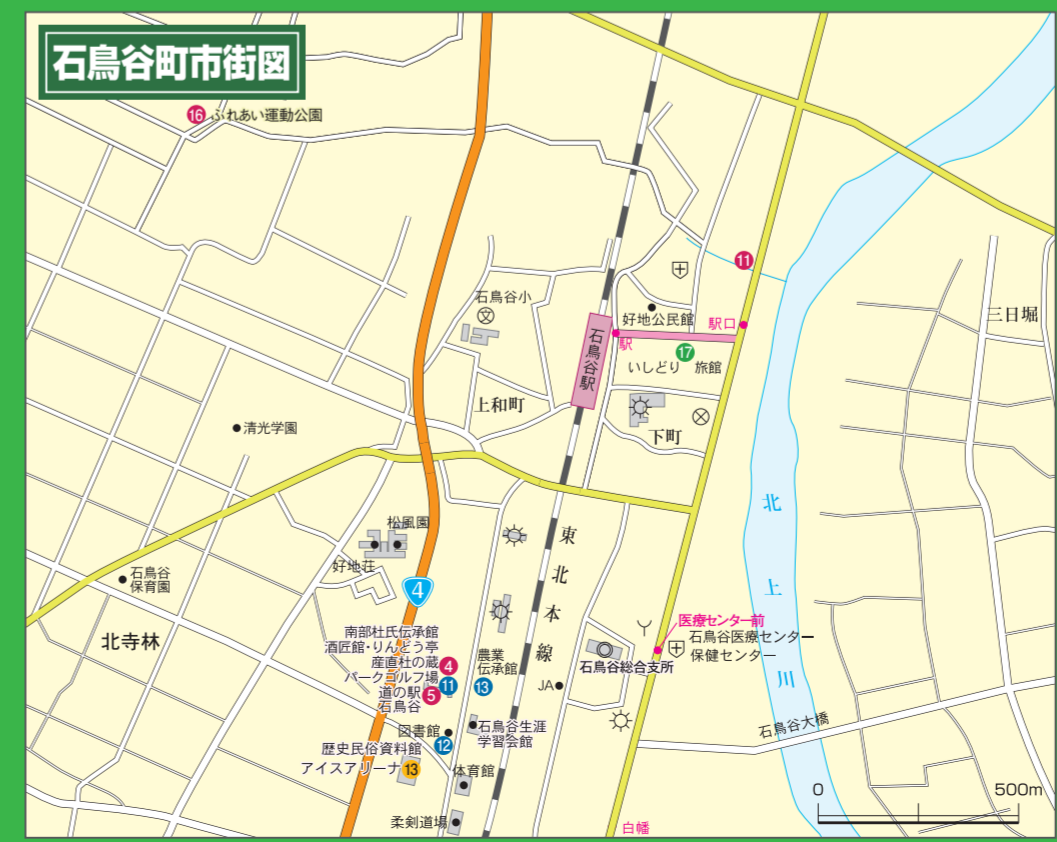 石鳥谷町市街図
16 ふれあい運動公園
11
三日堀
石鳥谷小
文
好地公民館
駅口
駅
石鳥谷駅
17
いしどり 旅館
上和町
下町
清光学園
松風園
好地荘
4
石鳥谷
保育園
北寺林
東北本線
北上川
医療センター前
石鳥谷医療センター
保健センター
石鳥谷総合支所
南部杜氏伝承館
酒匠館・りんどう亭
産直杜の蔵 4
パークゴルフ場 11
道の駅
石鳥谷 5
農業
伝承館
13
JA
石鳥谷大橋
図書館
石鳥谷生涯
学習会館
12
歴史民俗資料館
アイスアリーナ 13
体育館
柔剣道場
白幡
0 500m